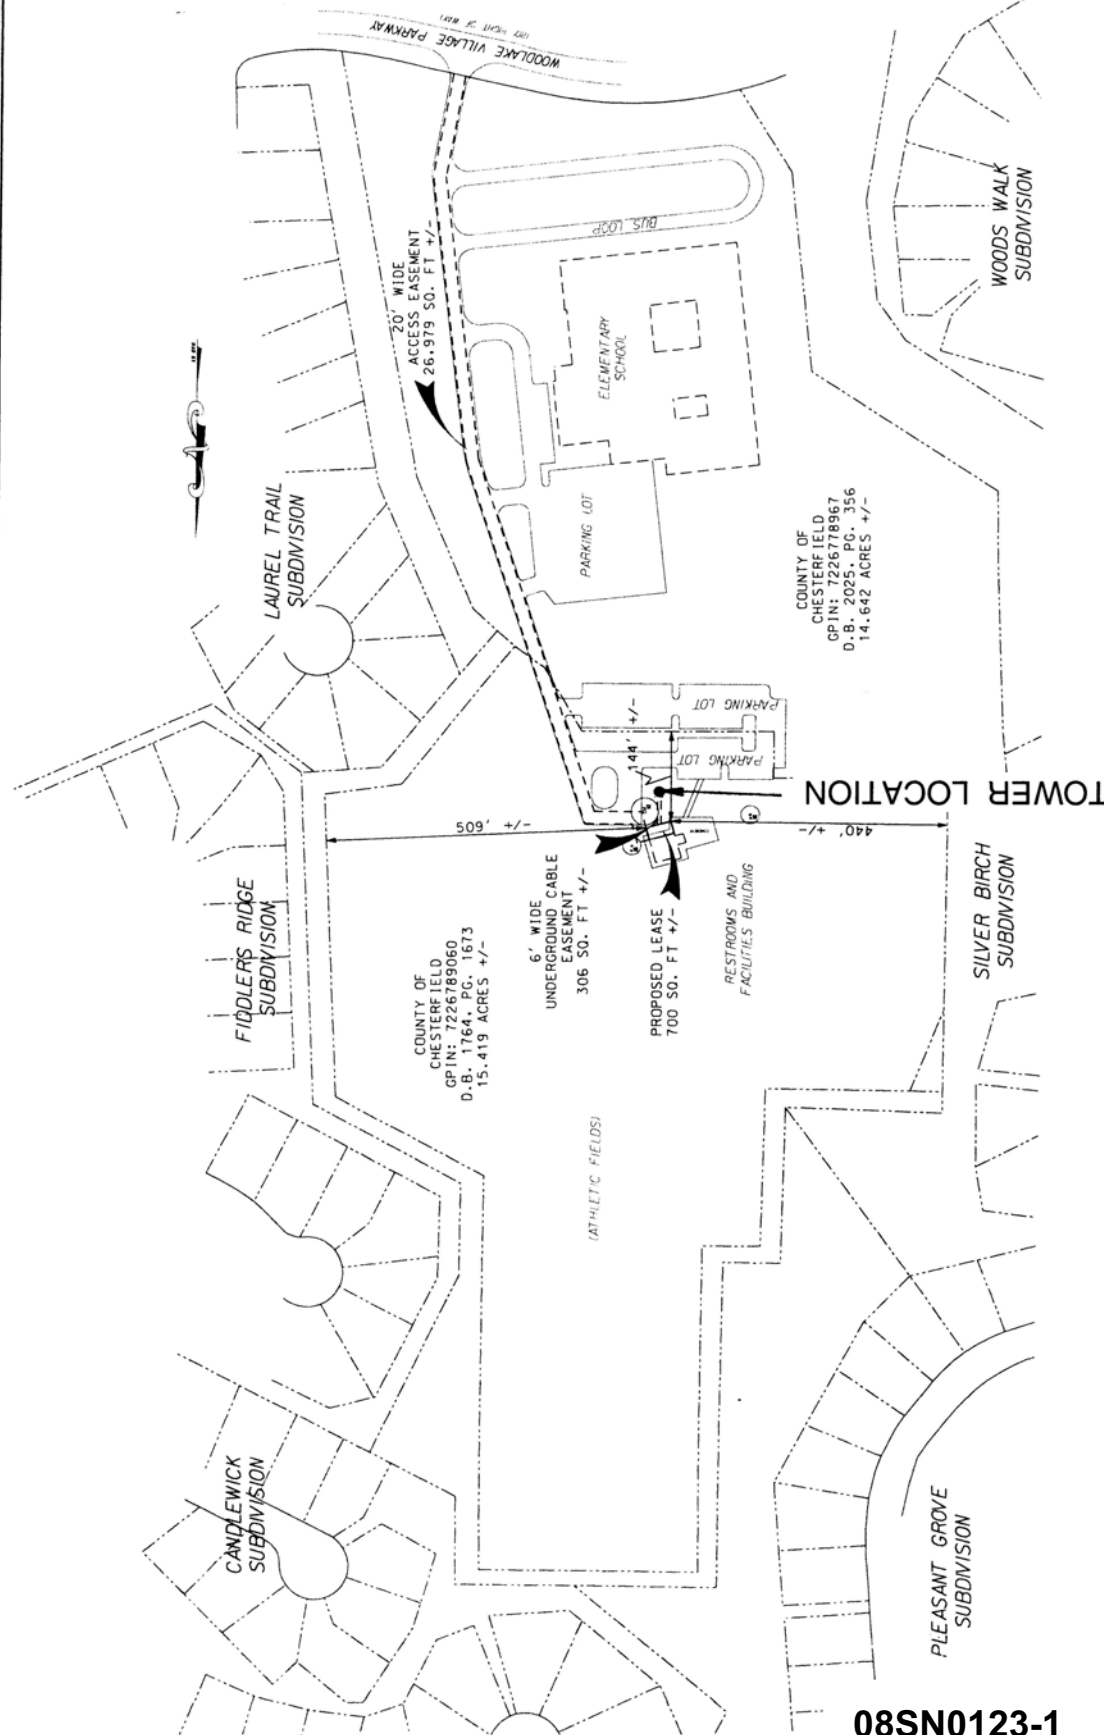 WOODLAKE VILLAGE PARKWAY
BUS LOOP
20' WIDE
ACCESS EASEMENT
26,979 SQ. FT +/-
ELEMENTARY
SCHOOL
WOODS WALK
SUBDIVISION
LAUREL TRAIL
SUBDIVISION
PARKING LOT
COUNTY OF
CHESTERFIELD
GPIN: 7226778967
D.B. 2025, PG. 356
14.642 ACRES +/-
PARKING LOT
PARKING LOT
144' +/-
TOWER LOCATION
509' +/-
440' +/-
FIDDLERS RIDGE
SUBDIVISION
6' WIDE
UNDERGROUND CABLE
EASEMENT
306 SQ. FT +/-
PROPOSED LEASE
700 SQ. FT +/-
RESTROOMS AND
FACILITIES BUILDING
SILVER BIRCH
SUBDIVISION
COUNTY OF
CHESTERFIELD
GPIN: 7226789060
D.B. 1764, PG. 1673
15.419 ACRES +/-
(ATHLETIC FIELDS)
CANDLEWICK
SUBDIVISION
PLEASANT GROVE
SUBDIVISION
08SN0123-1